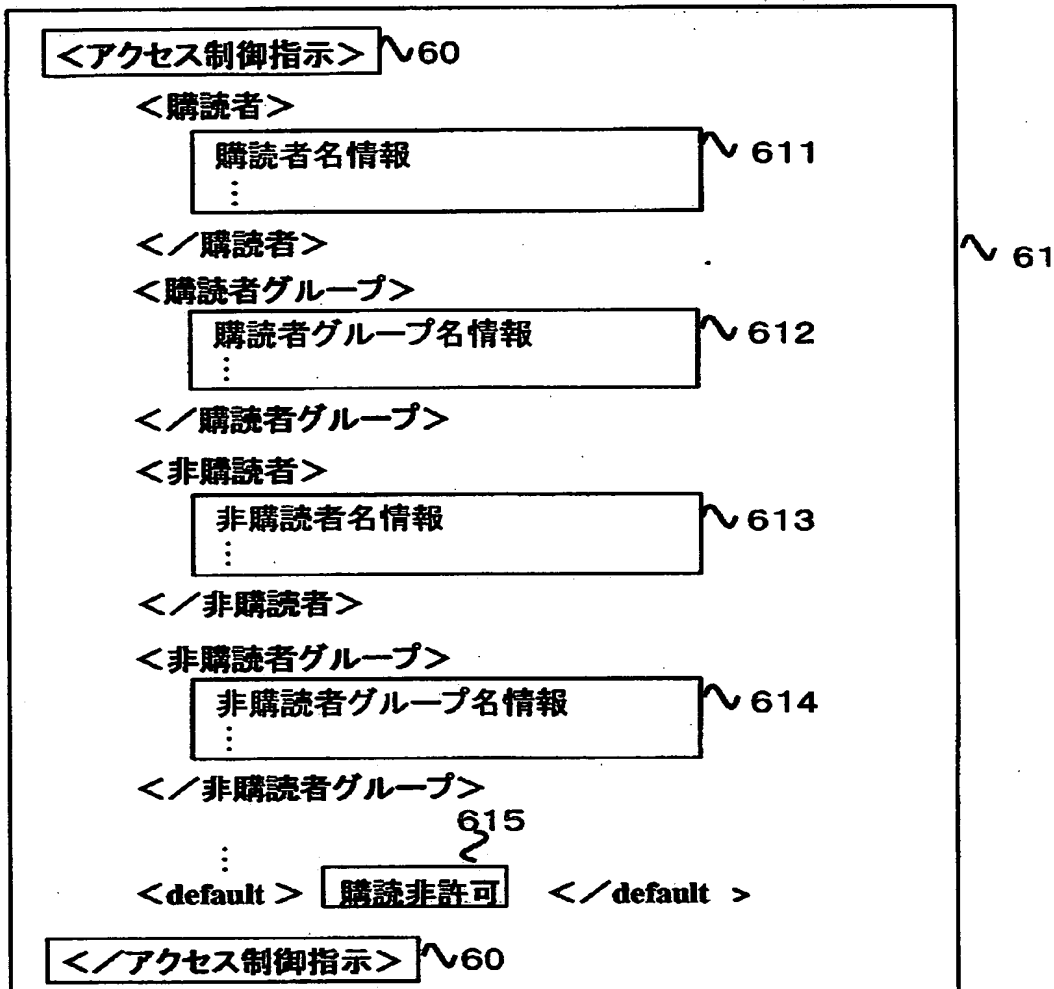 <アクセス制御指示> 60
<購読者>
購読者名情報 611
⋮
</購読者>
61
<購読者グループ>
購読者グループ名情報 612
⋮
</購読者グループ>
<非購読者>
非購読者名情報 613
⋮
</非購読者>
<非購読者グループ>
非購読者グループ名情報 614
⋮
</非購読者グループ>
615
⋮
<default > 購読非許可 </default >
</アクセス制御指示> 60